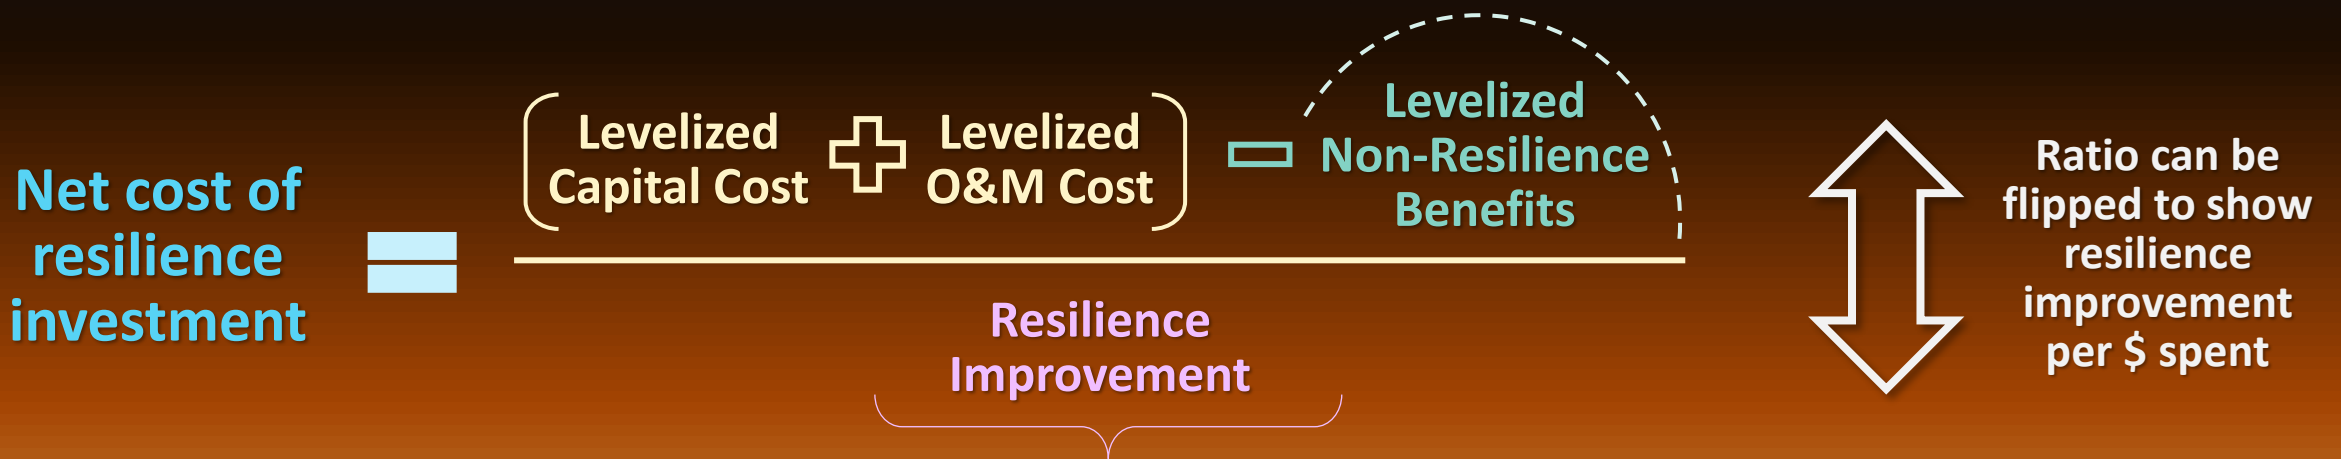 Net cost of
resilience
investment
=
Levelized
Capital Cost
+
Levelized
O&M Cost
−
Levelized
Non-Resilience
Benefits
Resilience
Improvement
Ratio can be
flipped to show
resilience
improvement
per $ spent